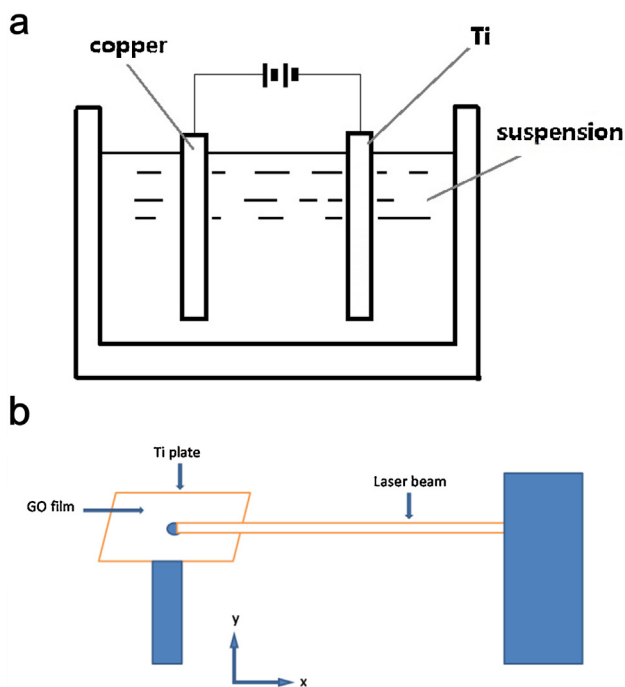 a
copper
Ti
suspension
b
Ti plate
GO film
Laser beam
y
x